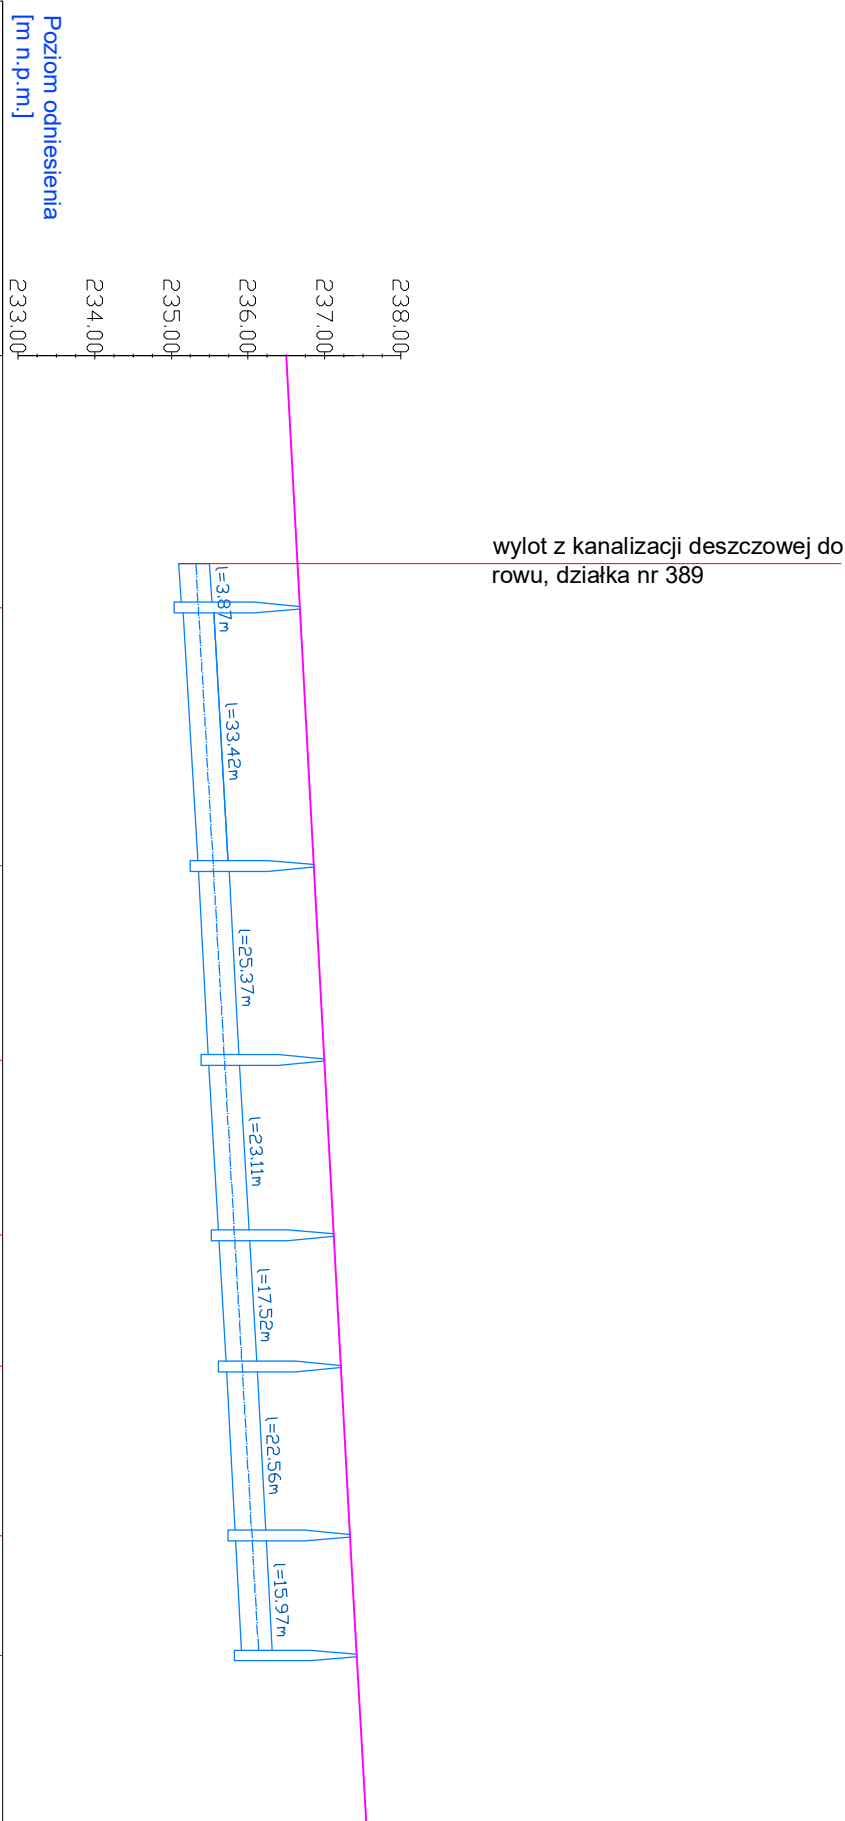 Poziom odniesienia
[m n.p.m.]
238.00
237.00
236.00
235.00
234.00
233.00
wylot z kanalizacji deszczowej do
rowu, działka nr 389
l=3.87m
l=33.42m
l=25.37m
l=23.11m
l=17.52m
l=22.56m
l=15.97m